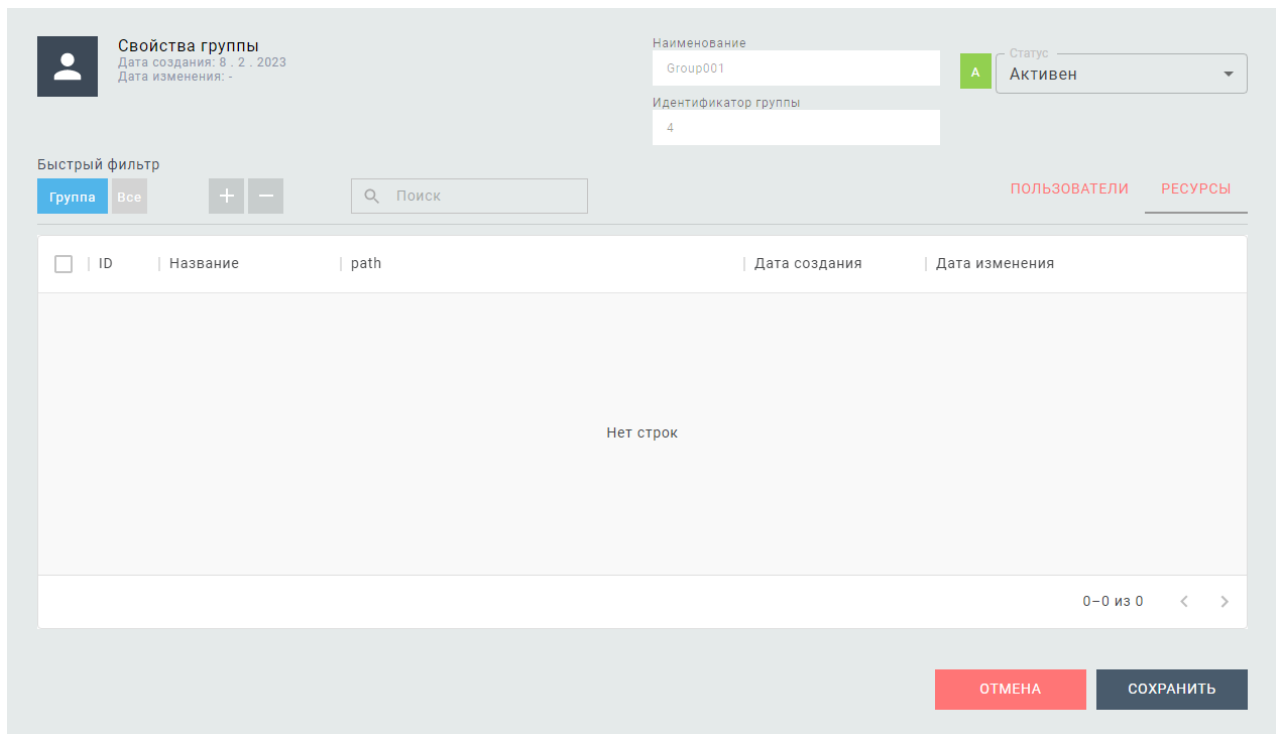 Свойства группы
Дата создания: 8 . 2 . 2023
Дата изменения: -
Наименование
Group001
Идентификатор группы
4
A
Статус
Активен
Быстрый фильтр
Группа
Все
+
−
Поиск
ПОЛЬЗОВАТЕЛИ
РЕСУРСЫ
ID
Название
path
Дата создания
Дата изменения
Нет строк
0–0 из 0
ОТМЕНА
СОХРАНИТЬ